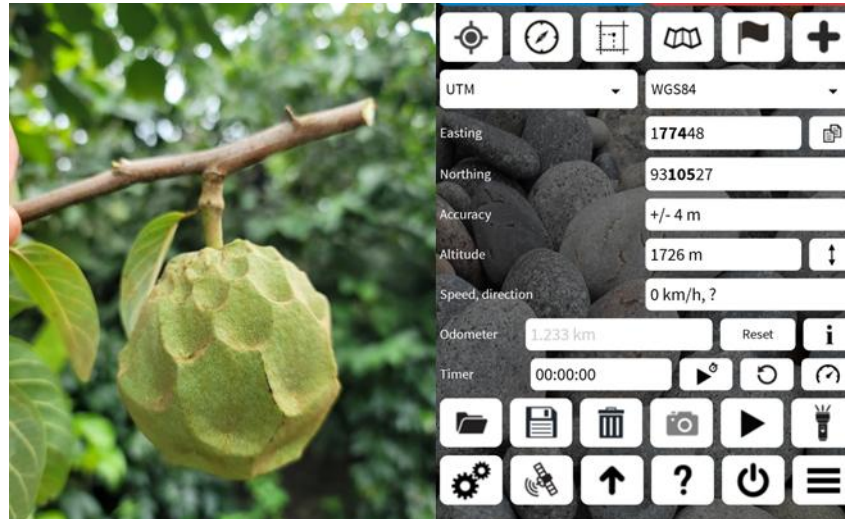 UTM
WGS84
Easting
177448
Northing
9310527
Accuracy
+/- 4 m
Altitude
1726 m
Speed, direction
0 km/h, ?
Odometer
1.233 km
Reset
i
Timer
00:00:00
?